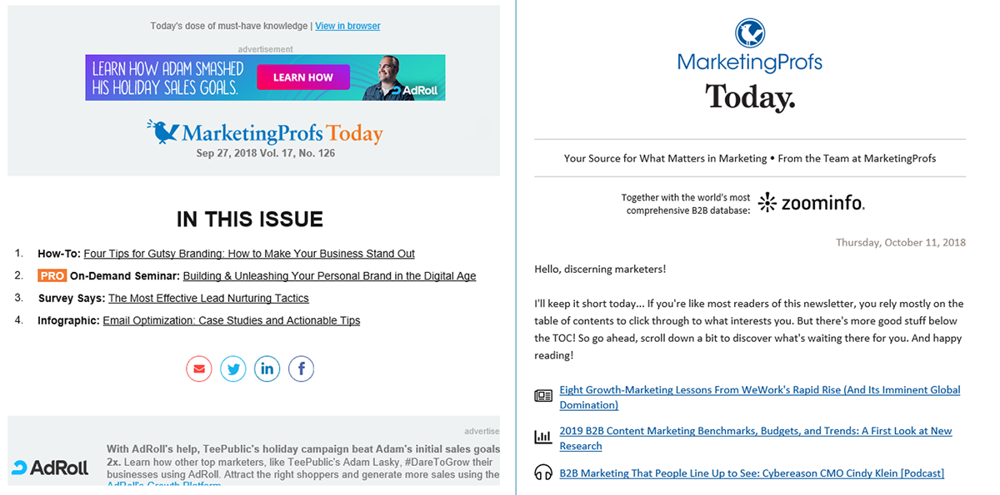 Today's dose of must-have knowledge | View in browser
advertisement
LEARN HOW ADAM SMASHED
HIS HOLIDAY SALES GOALS.
LEARN HOW
AdRoll
MarketingProfs Today
Sep 27, 2018 Vol. 17, No. 126
IN THIS ISSUE
1. How-To: Four Tips for Gutsy Branding: How to Make Your Business Stand Out
2. PRO On-Demand Seminar: Building & Unleashing Your Personal Brand in the Digital Age
3. Survey Says: The Most Effective Lead Nurturing Tactics
4. Infographic: Email Optimization: Case Studies and Actionable Tips
in
f
advertise
AdRoll
With AdRoll's help, TeePublic's holiday campaign beat Adam's initial sales goals
2x. Learn how other top marketers, like TeePublic's Adam Lasky, #DareToGrow their
businesses using AdRoll. Attract the right shoppers and generate more sales using the
AdRoll's Growth Platform
MarketingProfs
Today.
Your Source for What Matters in Marketing • From the Team at MarketingProfs
Together with the world's most
comprehensive B2B database:
zoominfo.
Thursday, October 11, 2018
Hello, discerning marketers!
I'll keep it short today... If you're like most readers of this newsletter, you rely mostly on the
table of contents to click through to what interests you. But there's more good stuff below
the TOC! So go ahead, scroll down a bit to discover what's waiting there for you. And happy
reading!
Eight Growth-Marketing Lessons From WeWork's Rapid Rise (And Its Imminent Global
Domination)
2019 B2B Content Marketing Benchmarks, Budgets, and Trends: A First Look at New
Research
B2B Marketing That People Line Up to See: Cybereason CMO Cindy Klein [Podcast]